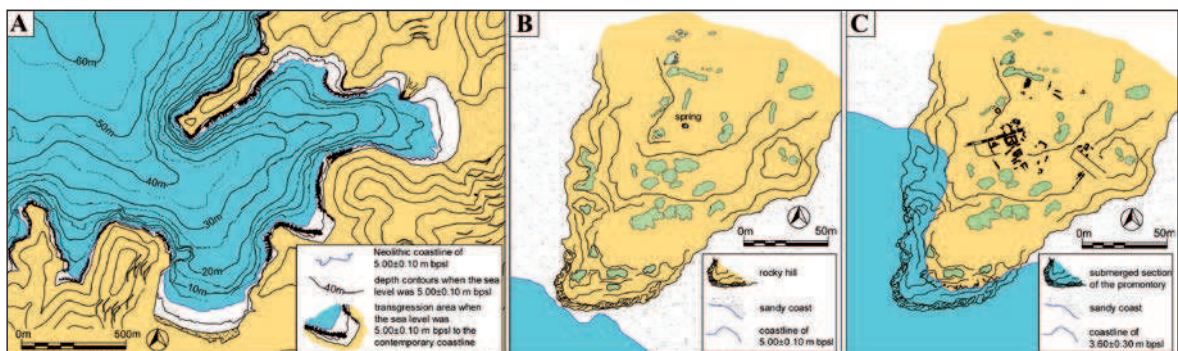 A
60m
50m
40m
30m
20m
10m
0m 500m
Neolithic coastline of
5.00±0.10 m bpsl
40m
depth contours when the sea
level was 5.00±0.10 m bpsl
transgression area when
the sea level was
5.00±0.10 m bpsl to the
contemporary coastline
B
spring
0m 50m
rocky hill
sandy coast
coastline of
5.00±0.10 m bpsl
C
0m 50m
submerged section
of the promontory
sandy coast
coastline of
3.60±0.30 m bpsl